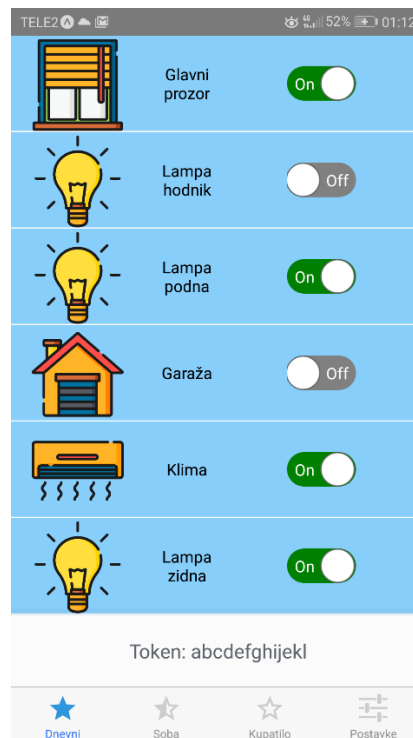 TELE2 52% 01:12
Glavni
prozor
On
Lampa
hodnik
Off
Lampa
podna
On
Garaža
Off
Klima
On
Lampa
zidna
On
Token: abcdefghijekl
Dnevni
Soba
Kupatilo
Postavke